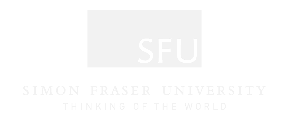 SFU
SIMON FRASER UNIVERSITY
THINKING OF THE WORLD